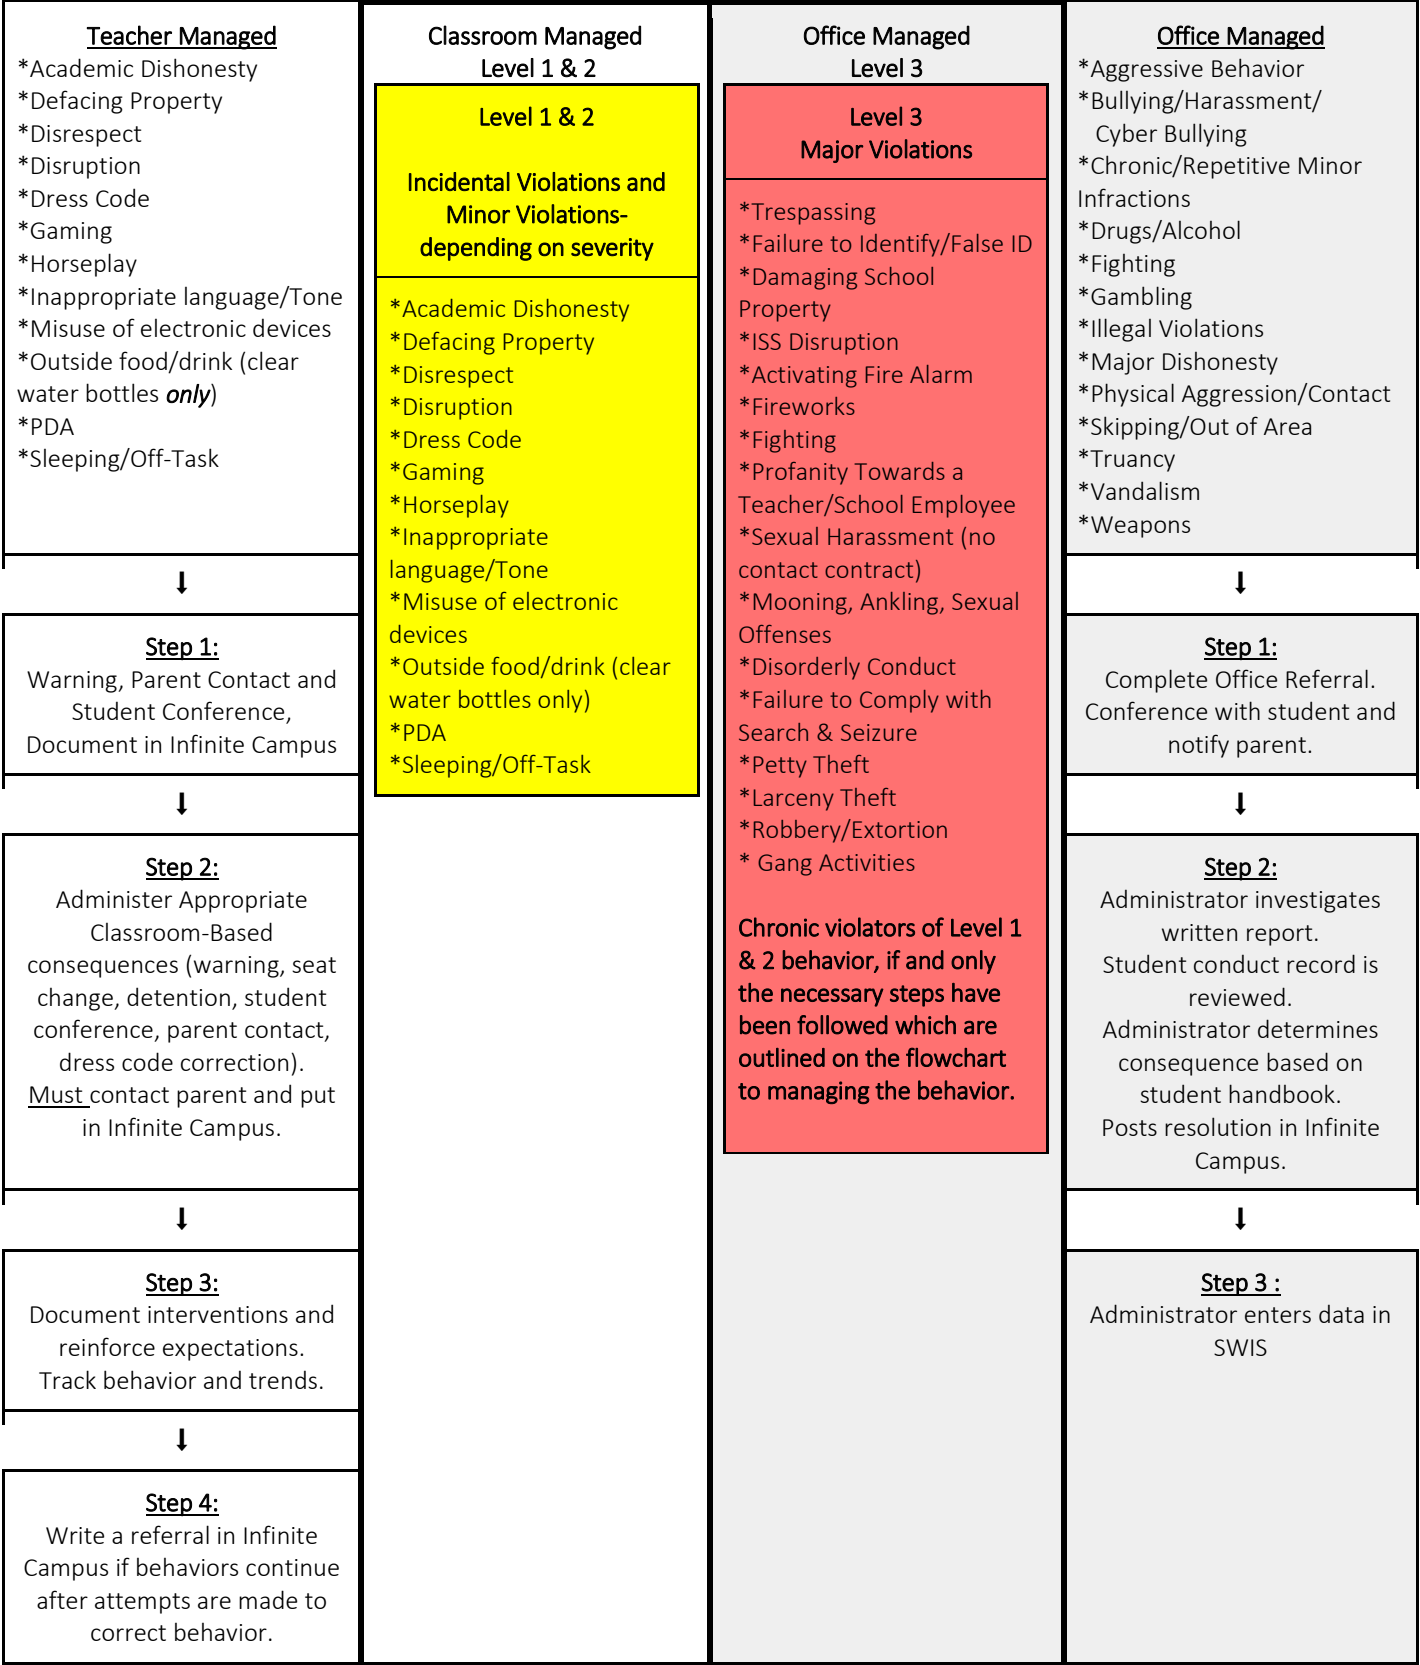 Teacher Managed
*Academic Dishonesty
*Defacing Property
*Disrespect
*Disruption
*Dress Code
*Gaming
*Horseplay
*Inappropriate language/Tone
*Misuse of electronic devices
*Outside food/drink (clear
water bottles only)
*PDA
*Sleeping/Off-Task
⬇
Step 1:
Warning, Parent Contact and
Student Conference,
Document in Infinite Campus
⬇
Step 2:
Administer Appropriate
Classroom-Based
consequences (warning, seat
change, detention, student
conference, parent contact,
dress code correction).
Must contact parent and put
in Infinite Campus.
⬇
Step 3:
Document interventions and
reinforce expectations.
Track behavior and trends.
⬇
Step 4:
Write a referral in Infinite
Campus if behaviors continue
after attempts are made to
correct behavior.
Classroom Managed
Level 1 & 2
Level 1 & 2
Incidental Violations and
Minor Violations-
depending on severity
*Academic Dishonesty
*Defacing Property
*Disrespect
*Disruption
*Dress Code
*Gaming
*Horseplay
*Inappropriate
language/Tone
*Misuse of electronic
devices
*Outside food/drink (clear
water bottles only)
*PDA
*Sleeping/Off-Task
Office Managed
Level 3
Level 3
Major Violations
*Trespassing
*Failure to Identify/False ID
*Damaging School
Property
*ISS Disruption
*Activating Fire Alarm
*Fireworks
*Fighting
*Profanity Towards a
Teacher/School Employee
*Sexual Harassment (no
contact contract)
*Mooning, Ankling, Sexual
Offenses
*Disorderly Conduct
*Failure to Comply with
Search & Seizure
*Petty Theft
*Larceny Theft
*Robbery/Extortion
* Gang Activities
Chronic violators of Level 1
& 2 behavior, if and only
the necessary steps have
been followed which are
outlined on the flowchart
to managing the behavior.
Office Managed
*Aggressive Behavior
*Bullying/Harassment/
Cyber Bullying
*Chronic/Repetitive Minor
Infractions
*Drugs/Alcohol
*Fighting
*Gambling
*Illegal Violations
*Major Dishonesty
*Physical Aggression/Contact
*Skipping/Out of Area
*Truancy
*Vandalism
*Weapons
⬇
Step 1:
Complete Office Referral.
Conference with student and
notify parent.
⬇
Step 2:
Administrator investigates
written report.
Student conduct record is
reviewed.
Administrator determines
consequence based on
student handbook.
Posts resolution in Infinite
Campus.
⬇
Step 3 :
Administrator enters data in
SWIS